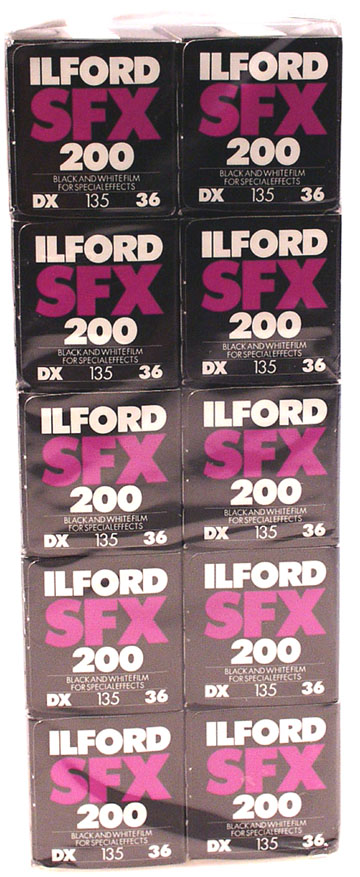 ILFORD ILFORD
SFX SFX
200 200
BLACK AND WHITE FILM BLACK AND WHITE FILM
FOR SPECIAL EFFECTS FOR SPECIAL EFFECTS
DX 135 36 DX 135 36
ILFORD ILFORD
SFX SFX
200 200
BLACK AND WHITE FILM BLACK AND WHITE FILM
FOR SPECIAL EFFECTS FOR SPECIAL EFFECTS
DX 135 36 DX 135 36
ILFORD ILFORD
SFX SFX
200 200
BLACK AND WHITE FILM BLACK AND WHITE FILM
FOR SPECIAL EFFECTS FOR SPECIAL EFFECTS
DX 135 36 DX 135 36
ILFORD ILFORD
SFX SFX
200 200
BLACK AND WHITE FILM BLACK AND WHITE FILM
FOR SPECIAL EFFECTS FOR SPECIAL EFFECTS
DX 135 36 DX 135 36
ILFORD ILFORD
SFX SFX
200 200
BLACK AND WHITE FILM BLACK AND WHITE FILM
FOR SPECIAL EFFECTS FOR SPECIAL EFFECTS
DX 135 36 DX 135 36